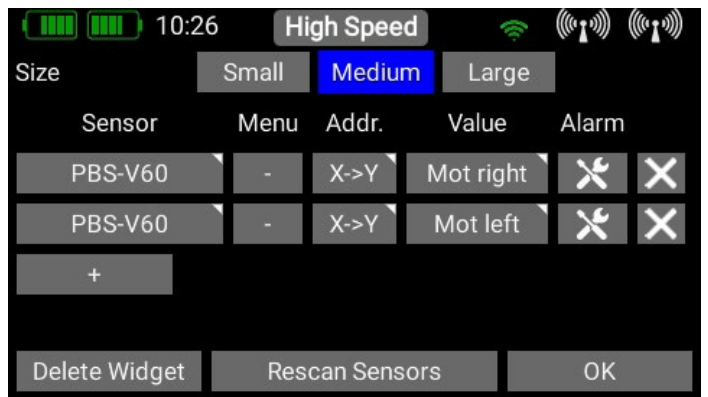 10:26 High Speed
Size Small Medium Large
Sensor Menu Addr. Value Alarm
PBS-V60 - X->Y Mot right
PBS-V60 - X->Y Mot left
+
Delete Widget Rescan Sensors OK